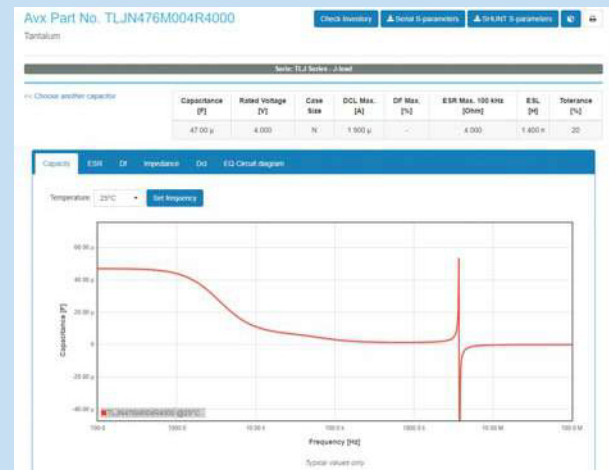 Avx Part No. TLJN476M004R4000
Tantalum
Check Inventory
Serial S-parameters
SHUNT S-parameters
Serie: TLJ Series - J-lead
<< Choose another capacitor
Capacitance [F] Rated Voltage [V] Case Size DCL Max. [A] DF Max. [%] ESR Max. 100 kHz [Ohm] ESL [H] Tolerance [%]
47.00 µ 4.000 N 1.900 µ - 4.000 1.400 n 20
Capacity ESR Df Impedance Dcl EQ Circuit diagram
Temperature: 25°C Set frequency
Capacitance [F]
60.00 µ
40.00 µ
20.00 µ
0
-20.00 µ
-40.00 µ
TLJN476M004R4000 @25°C
100.0 1000.0 10.00 k 100.0 k 1000.0 k 10.00 M 100.0 M
Frequency [Hz]
Typical values only